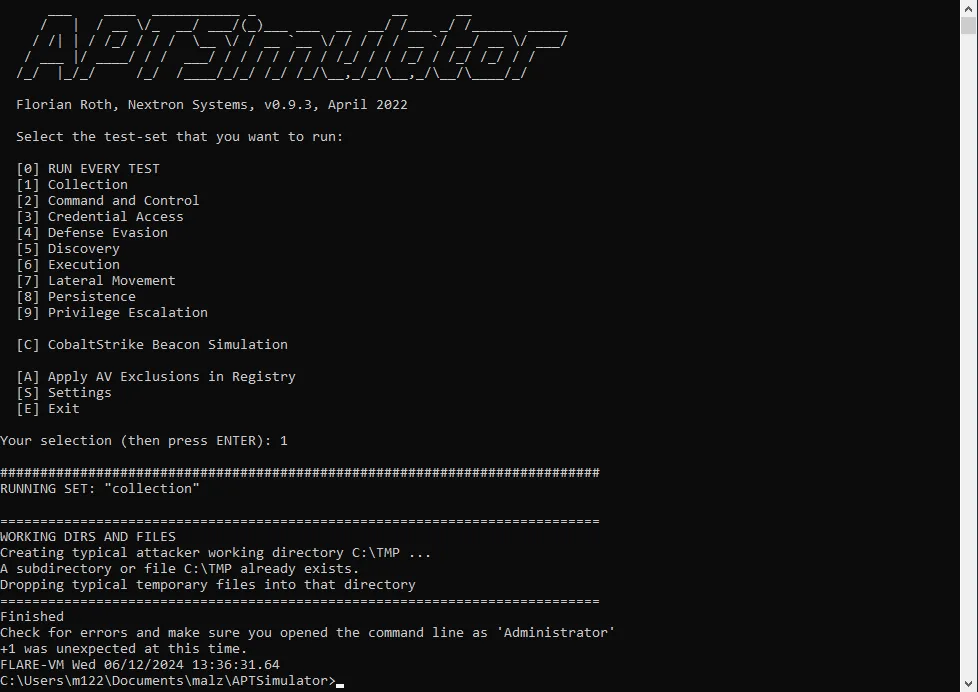 APTSimulator
Florian Roth, Nextron Systems, v0.9.3, April 2022
Select the test-set that you want to run:
[0] RUN EVERY TEST
[1] Collection
[2] Command and Control
[3] Credential Access
[4] Defense Evasion
[5] Discovery
[6] Execution
[7] Lateral Movement
[8] Persistence
[9] Privilege Escalation
[C] CobaltStrike Beacon Simulation
[A] Apply AV Exclusions in Registry
[S] Settings
[E] Exit
Your selection (then press ENTER): 1
###########################################################################
RUNNING SET: "collection"
===========================================================================
WORKING DIRS AND FILES
Creating typical attacker working directory C:\TMP ...
A subdirectory or file C:\TMP already exists.
Dropping typical temporary files into that directory
===========================================================================
Finished
Check for errors and make sure you opened the command line as 'Administrator'
+1 was unexpected at this time.
FLARE-VM Wed 06/12/2024 13:36:31.64
C:\Users\m122\Documents\malz\APTSimulator>